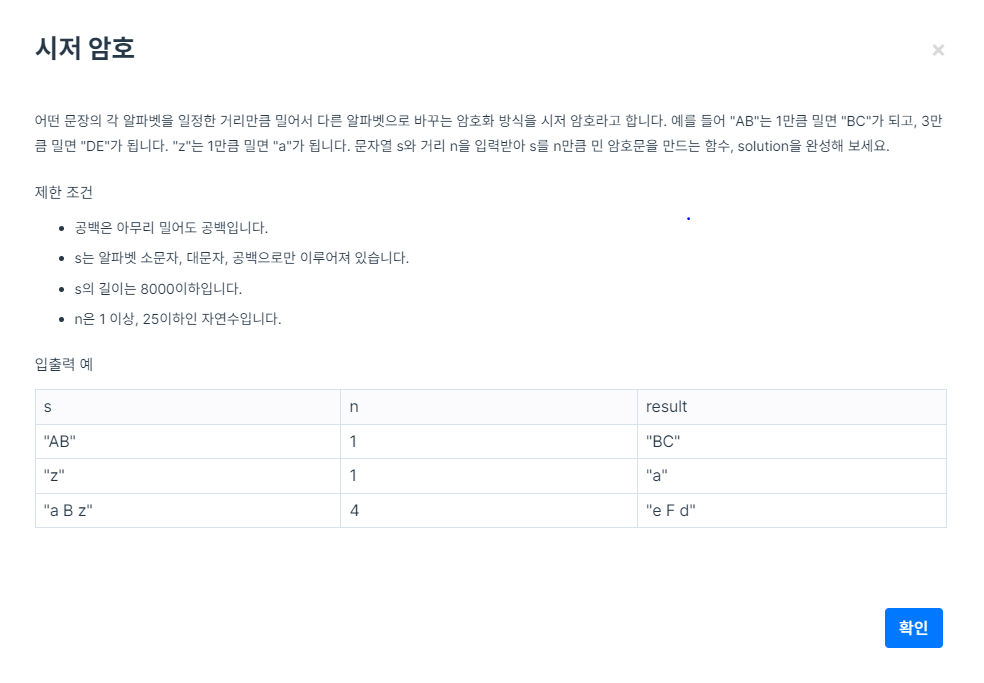 시저 암호
×
어떤 문장의 각 알파벳을 일정한 거리만큼 밀어서 다른 알파벳으로 바꾸는 암호화 방식을 시저 암호라고 합니다. 예를 들어 "AB"는 1만큼 밀면 "BC"가 되고, 3만
큼 밀면 "DE"가 됩니다. "z"는 1만큼 밀면 "a"가 됩니다. 문자열 s와 거리 n을 입력받아 s를 n만큼 민 암호문을 만드는 함수, solution을 완성해 보세요.
제한 조건
• 공백은 아무리 밀어도 공백입니다.
• s는 알파벳 소문자, 대문자, 공백으로만 이루어져 있습니다.
• s의 길이는 8000이하입니다.
• n은 1 이상, 25이하인 자연수입니다.
입출력 예
s n result
"AB" 1 "BC"
"z" 1 "a"
"a B z" 4 "e F d"
확인